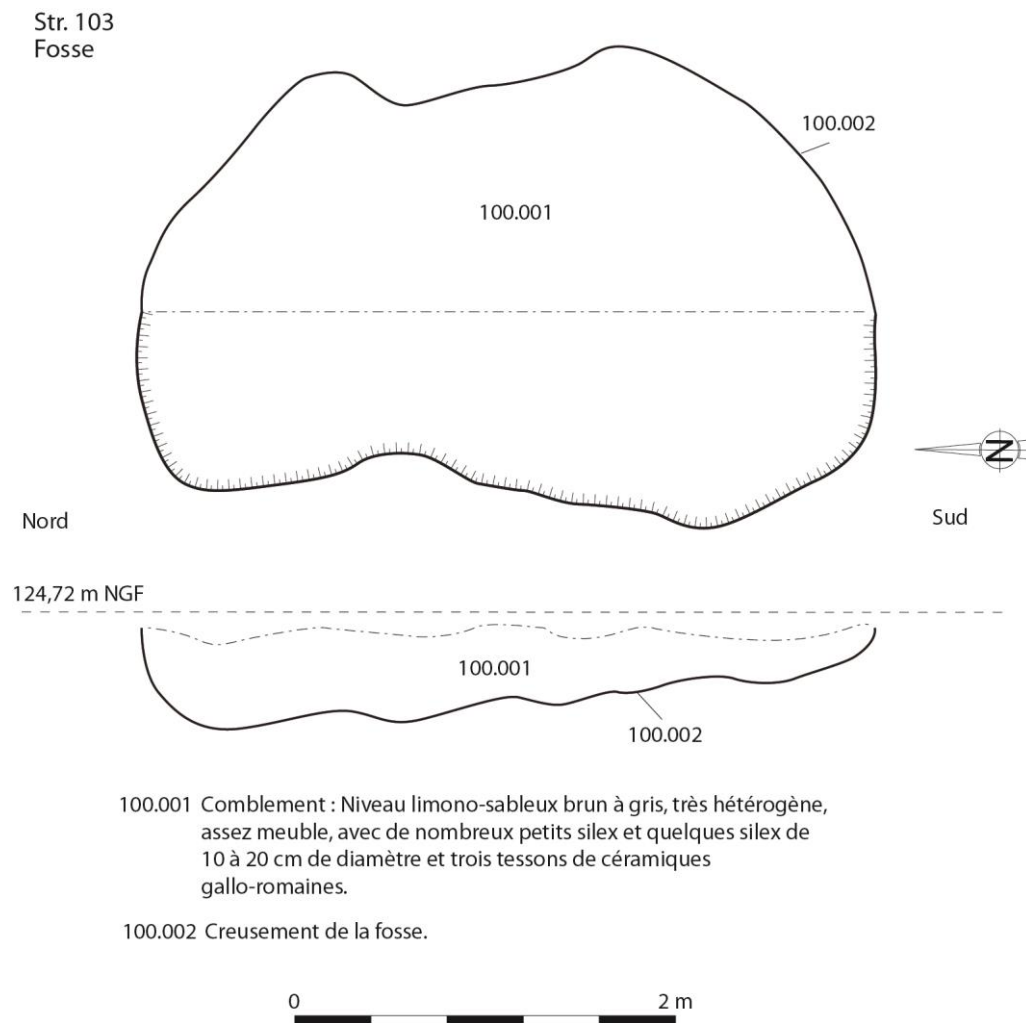 Str. 103
Fosse
100.002
100.001
N
Nord
Sud
124,72 m NGF
100.001
100.002
100.001 Comblement : Niveau limono-sableux brun à gris, très hétérogène,
assez meuble, avec de nombreux petits silex et quelques silex de
10 à 20 cm de diamètre et trois tessons de céramiques
gallo-romaines.
100.002 Creusement de la fosse.
0 2 m